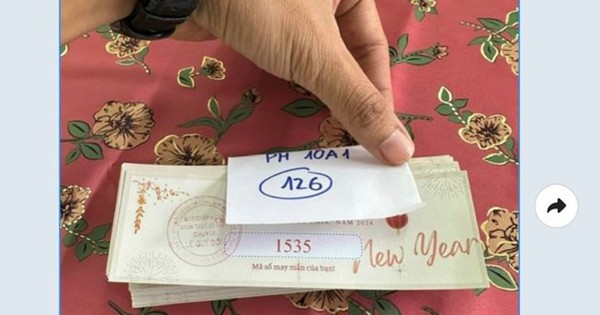 PH 10A1
126
NĂM 2024
1535
New Year
Mã số may mắn của bạn!
LÊ QUÝ ĐÔN